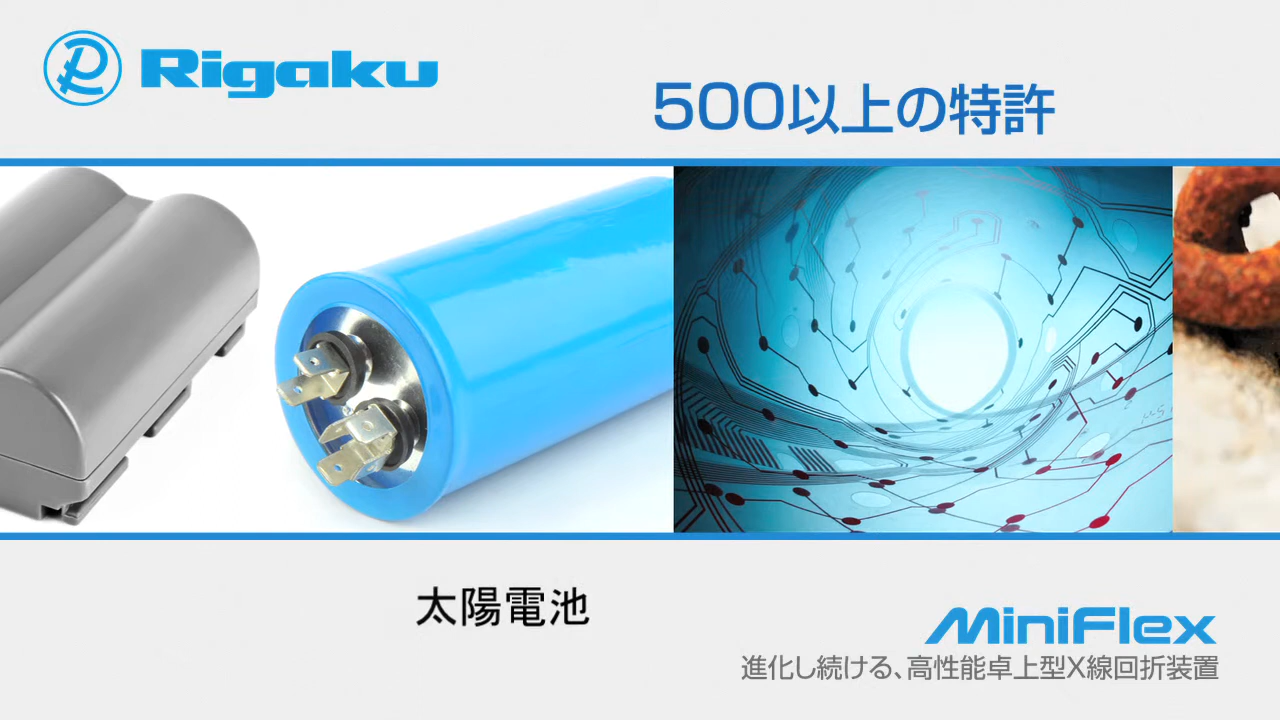 Rigaku
500以上の特許
太陽電池
MiniFlex
進化し続ける、高性能卓上型X線回折装置